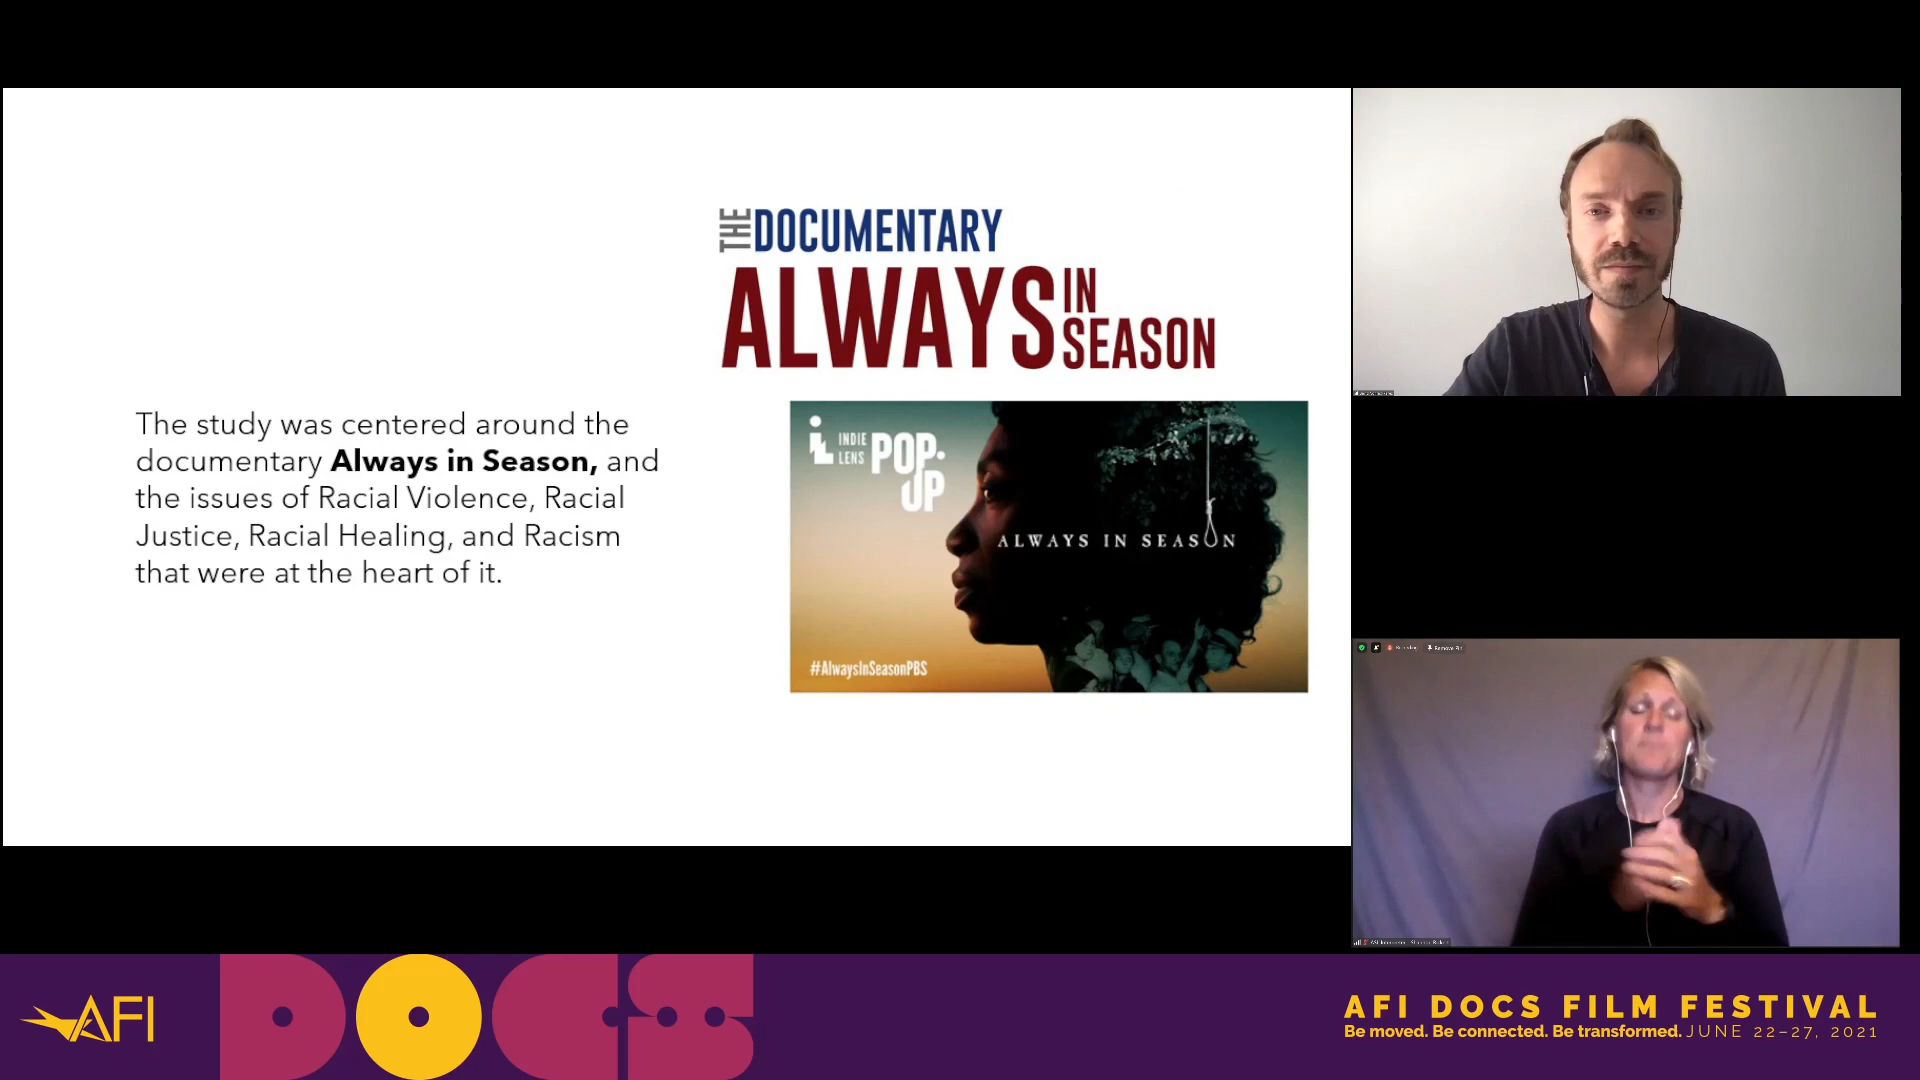 THE DOCUMENTARY
ALWAYS IN SEASON
The study was centered around the
documentary Always in Season, and
the issues of Racial Violence, Racial
Justice, Racial Healing, and Racism
that were at the heart of it.
INDIE LENS POP-UP
ALWAYS IN SEASON
#AlwaysInSeasonPBS
Recording Remove Pin
AFI DOCS
AFI DOCS FILM FESTIVAL
Be moved. Be connected. Be transformed. JUNE 22–27, 2021